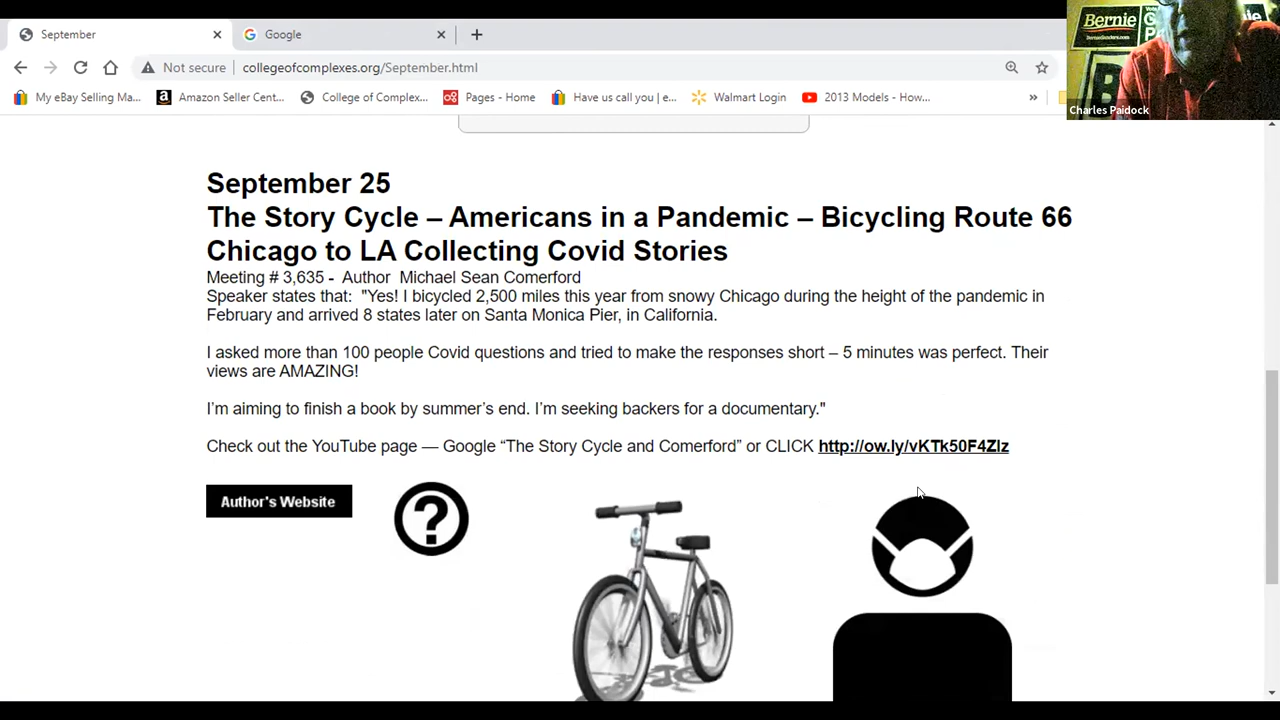 September
Google
Not secure
collegeofcomplexes.org/September.html
My eBay Selling Ma...
Amazon Seller Cent...
College of Complex...
Pages - Home
Have us call you | e...
Walmart Login
2013 Models - How...
»
Bernie
BernieSanders.com
Charles Paidock
September 25
The Story Cycle – Americans in a Pandemic – Bicycling Route 66
Chicago to LA Collecting Covid Stories
Meeting # 3,635 - Author Michael Sean Comerford
Speaker states that: "Yes! I bicycled 2,500 miles this year from snowy Chicago during the height of the pandemic in
February and arrived 8 states later on Santa Monica Pier, in California.
I asked more than 100 people Covid questions and tried to make the responses short – 5 minutes was perfect. Their
views are AMAZING!
I’m aiming to finish a book by summer’s end. I’m seeking backers for a documentary."
Check out the YouTube page — Google “The Story Cycle and Comerford” or CLICK http://ow.ly/vKTk50F4ZIz
Author's Website
?